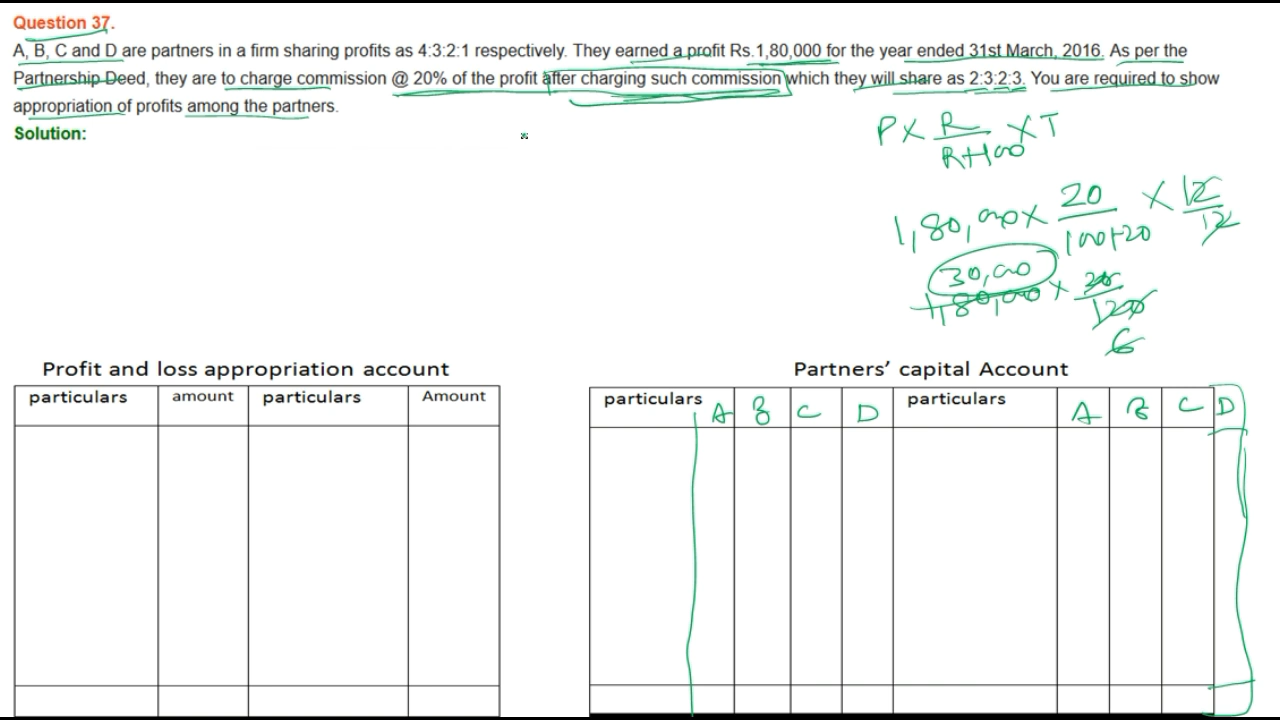 Question 37.
A, B, C and D are partners in a firm sharing profits as 4:3:2:1 respectively. They earned a profit Rs.1,80,000 for the year ended 31st March, 2016. As per the
Partnership Deed, they are to charge commission @ 20% of the profit after charging such commission which they will share as 2:3:2:3. You are required to show
appropriation of profits among the partners.
Solution:
P X R / R+100 X T
1,80,000 X 20 / 100+20 X 12 / 12
30,000
1,80,000 X 20 / 120
6
Profit and loss appropriation account
particulars amount particulars Amount
Partners' capital Account
particulars A B C D particulars A B C D